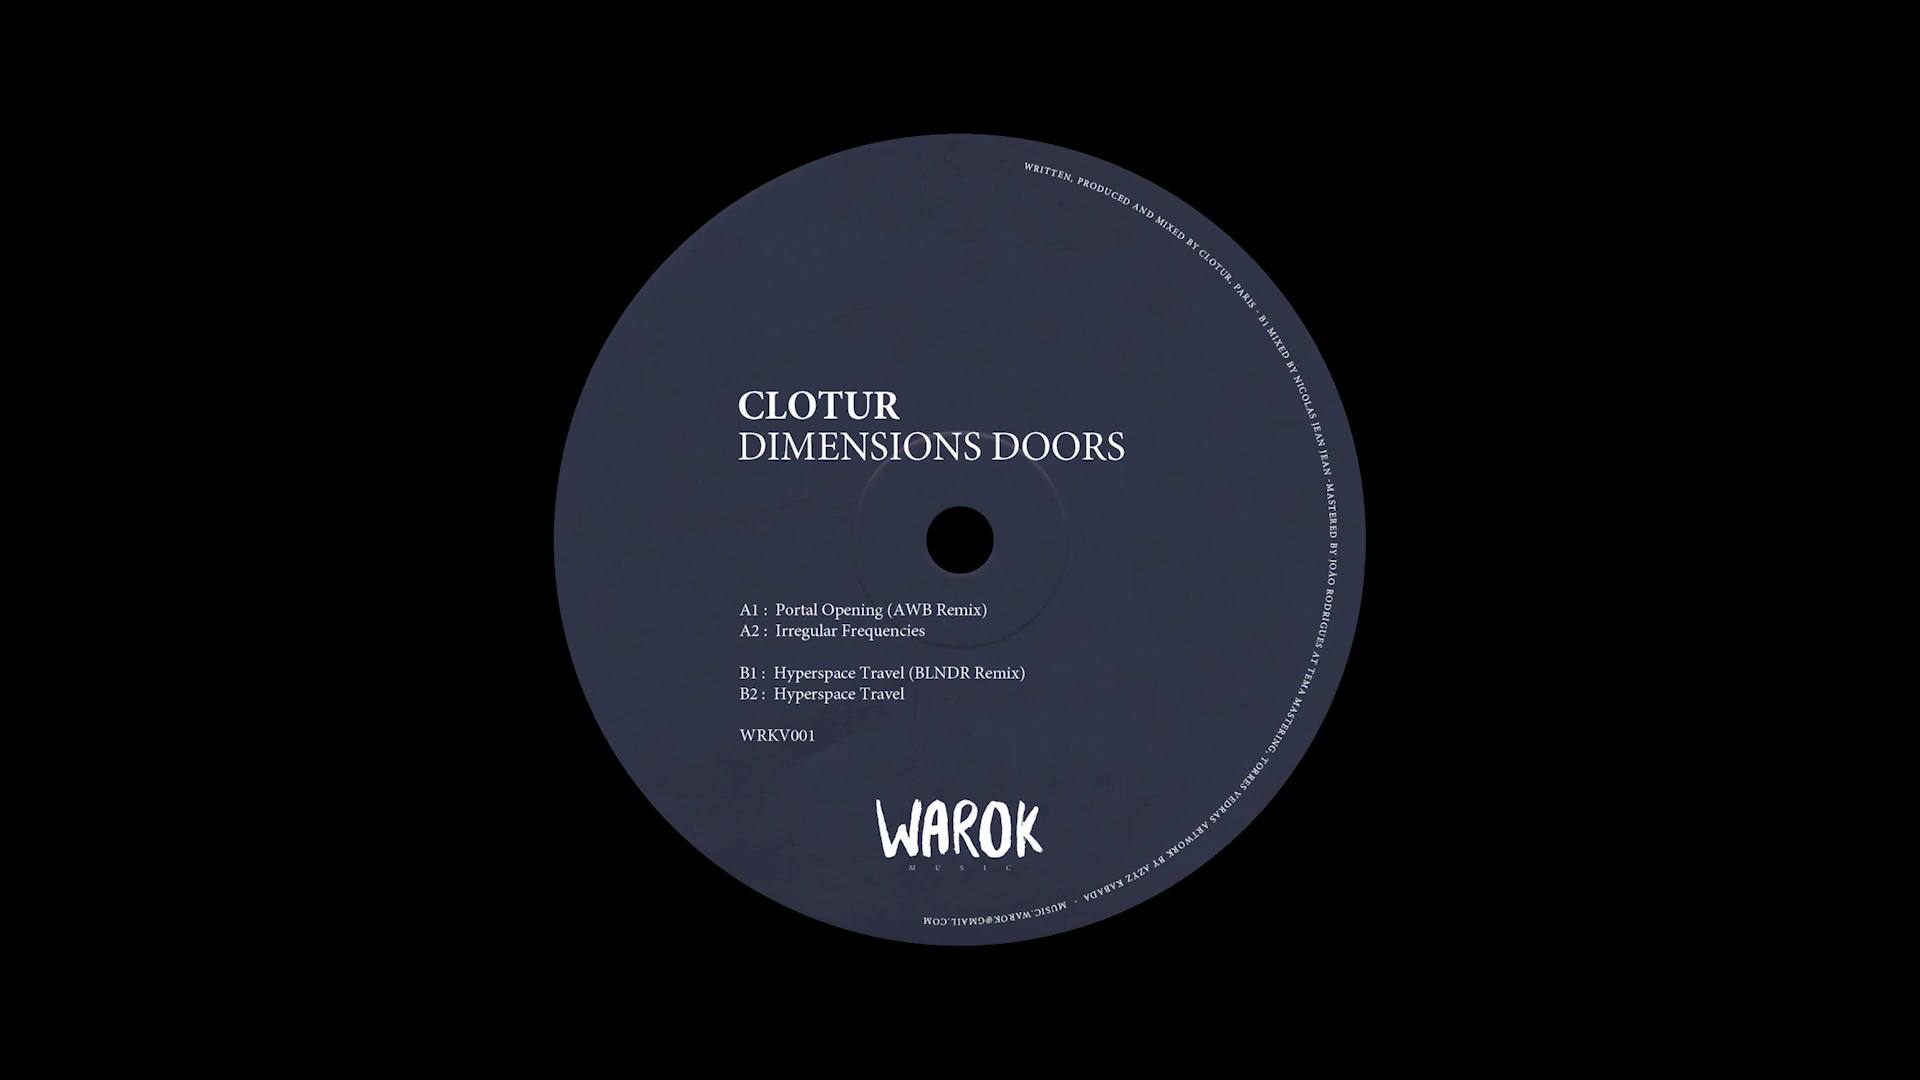 CLOTUR
DIMENSIONS DOORS
A1 : Portal Opening (AWB Remix)
A2 : Irregular Frequencies
B1 : Hyperspace Travel (BLNDR Remix)
B2 : Hyperspace Travel
WRKV001
WAROK
MUSIC
WRITTEN, PRODUCED AND MIXED BY CLOTUR, PARIS - B1 MIXED BY NICOLAS JEAN JEAN -MASTERED BY JOÃO RODRIGUES AT TEMA MASTERING, TORRES VEDRAS ARTWORK BY AZYZ KABADA - MUSIC.WAROK@GMAIL.COM